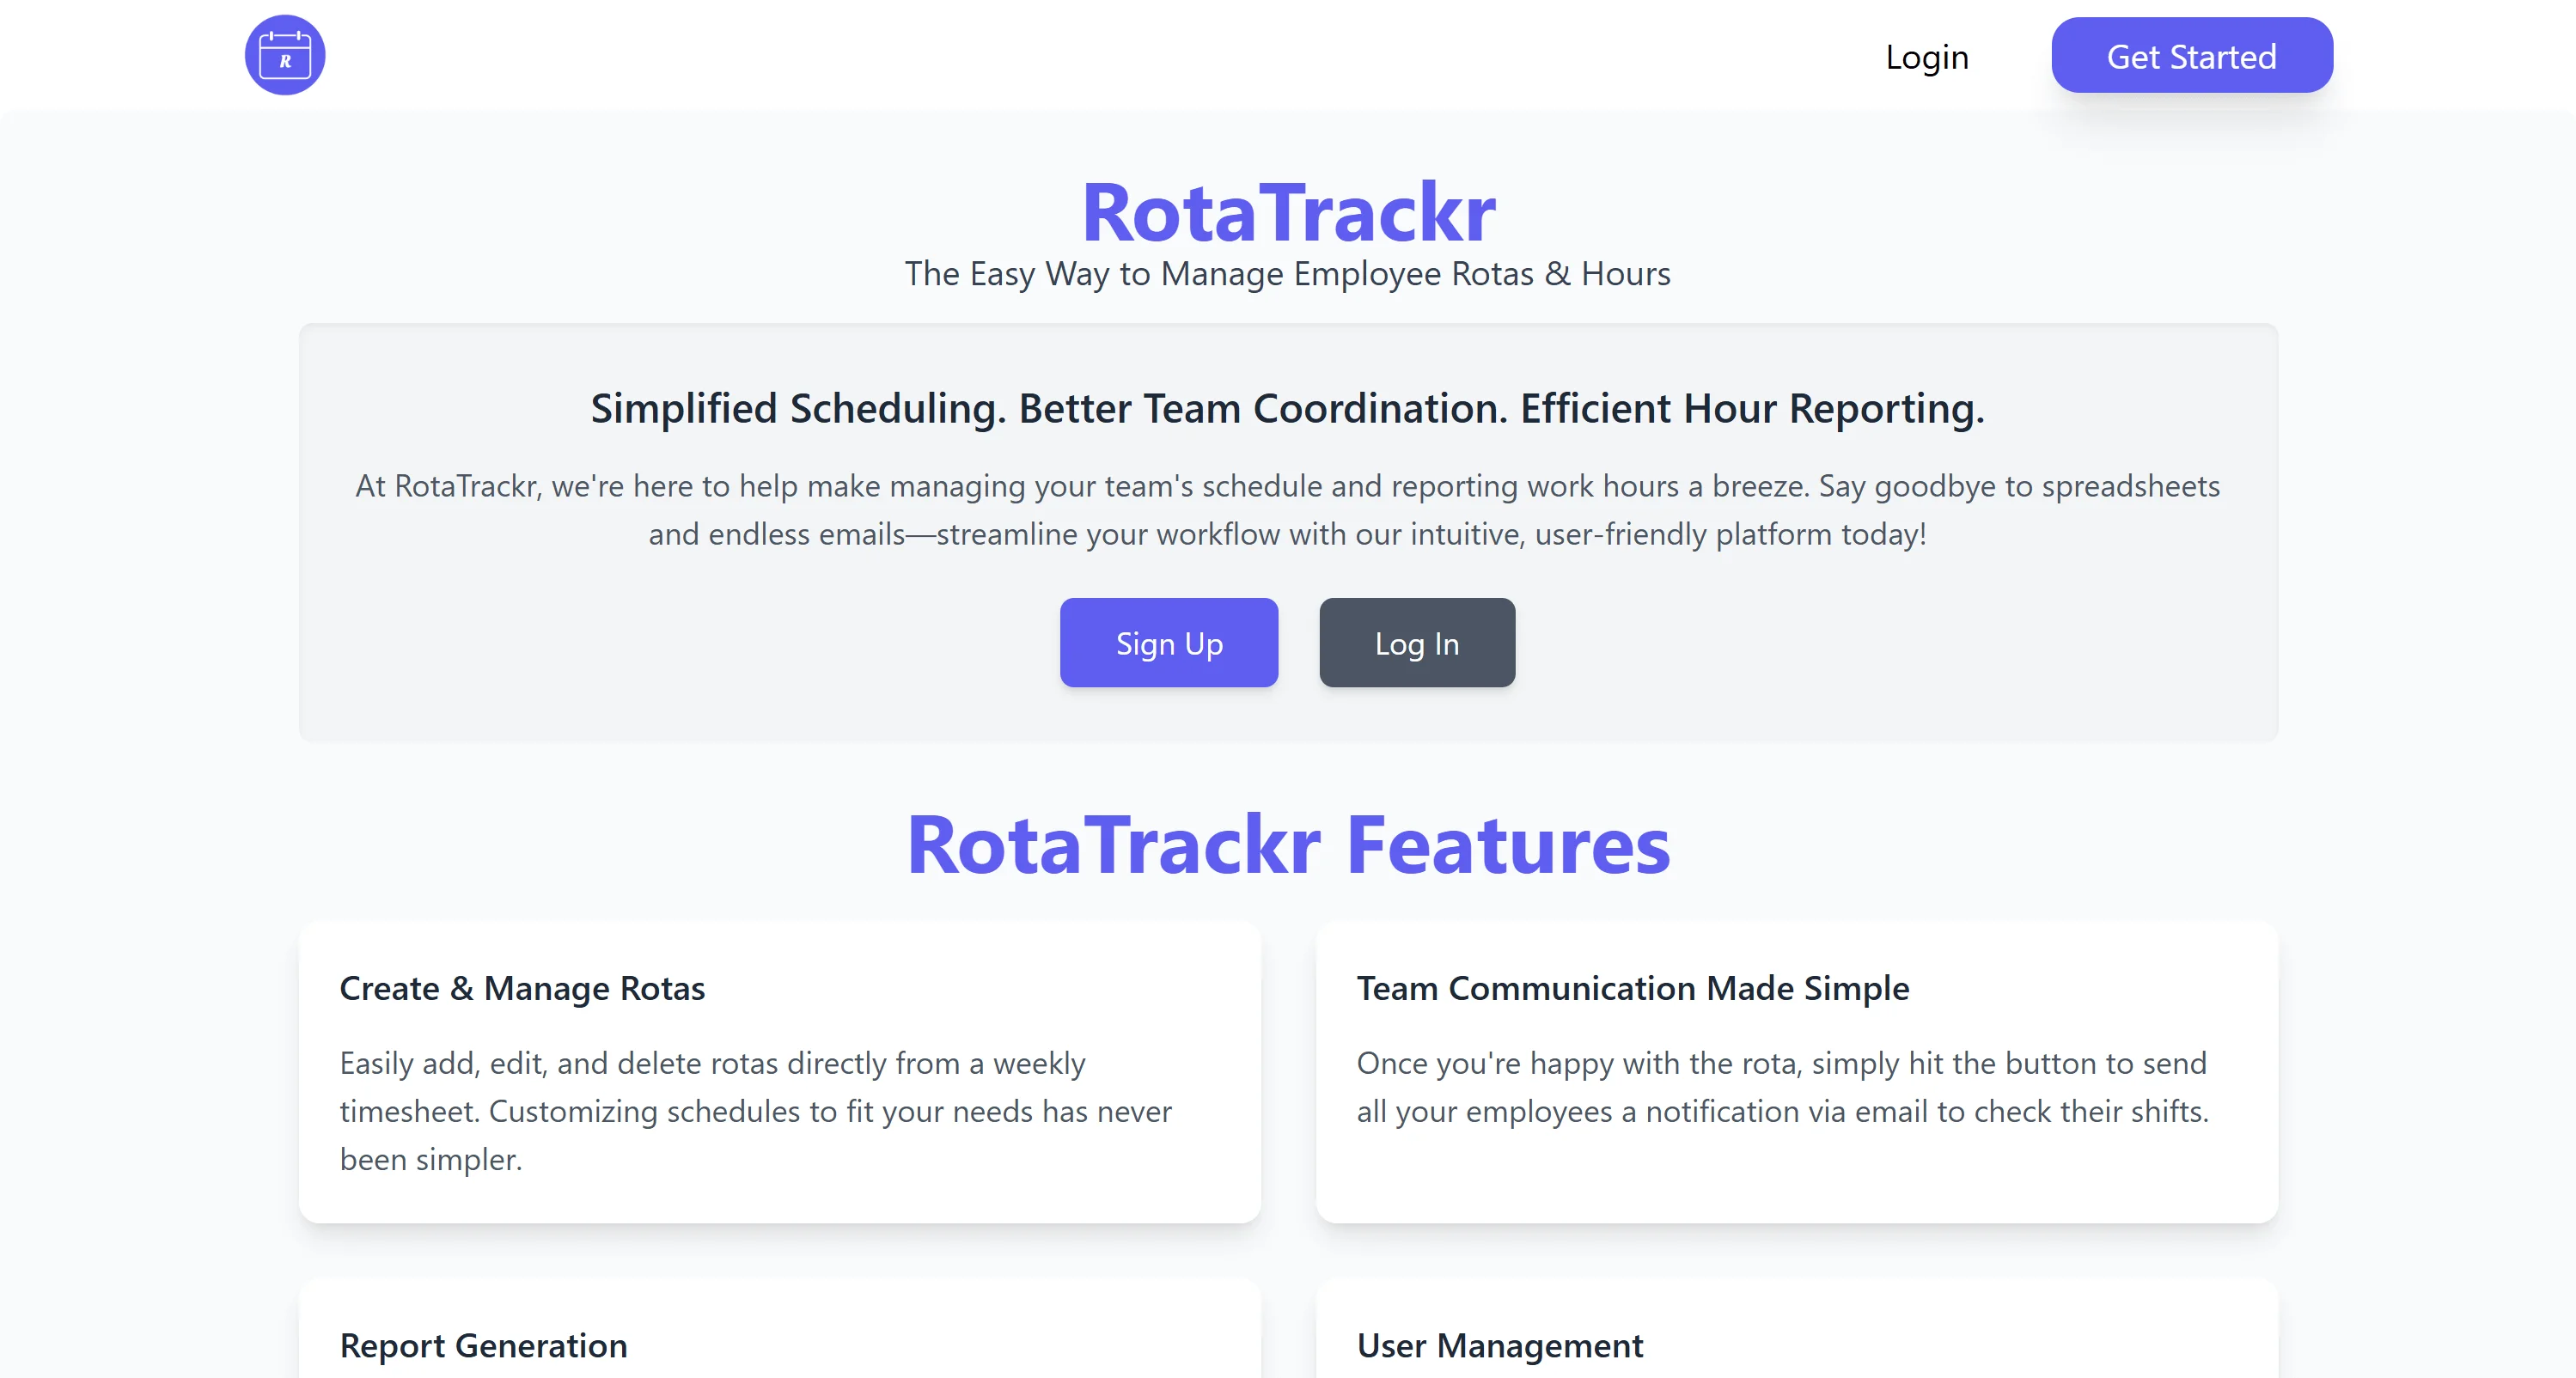 R
Login
Get Started
RotaTrackr
The Easy Way to Manage Employee Rotas & Hours
Simplified Scheduling. Better Team Coordination. Efficient Hour Reporting.
At RotaTrackr, we're here to help make managing your team's schedule and reporting work hours a breeze. Say goodbye to spreadsheets
and endless emails—streamline your workflow with our intuitive, user-friendly platform today!
Sign Up
Log In
RotaTrackr Features
Create & Manage Rotas
Easily add, edit, and delete rotas directly from a weekly
timesheet. Customizing schedules to fit your needs has never
been simpler.
Team Communication Made Simple
Once you're happy with the rota, simply hit the button to send
all your employees a notification via email to check their shifts.
Report Generation
User Management